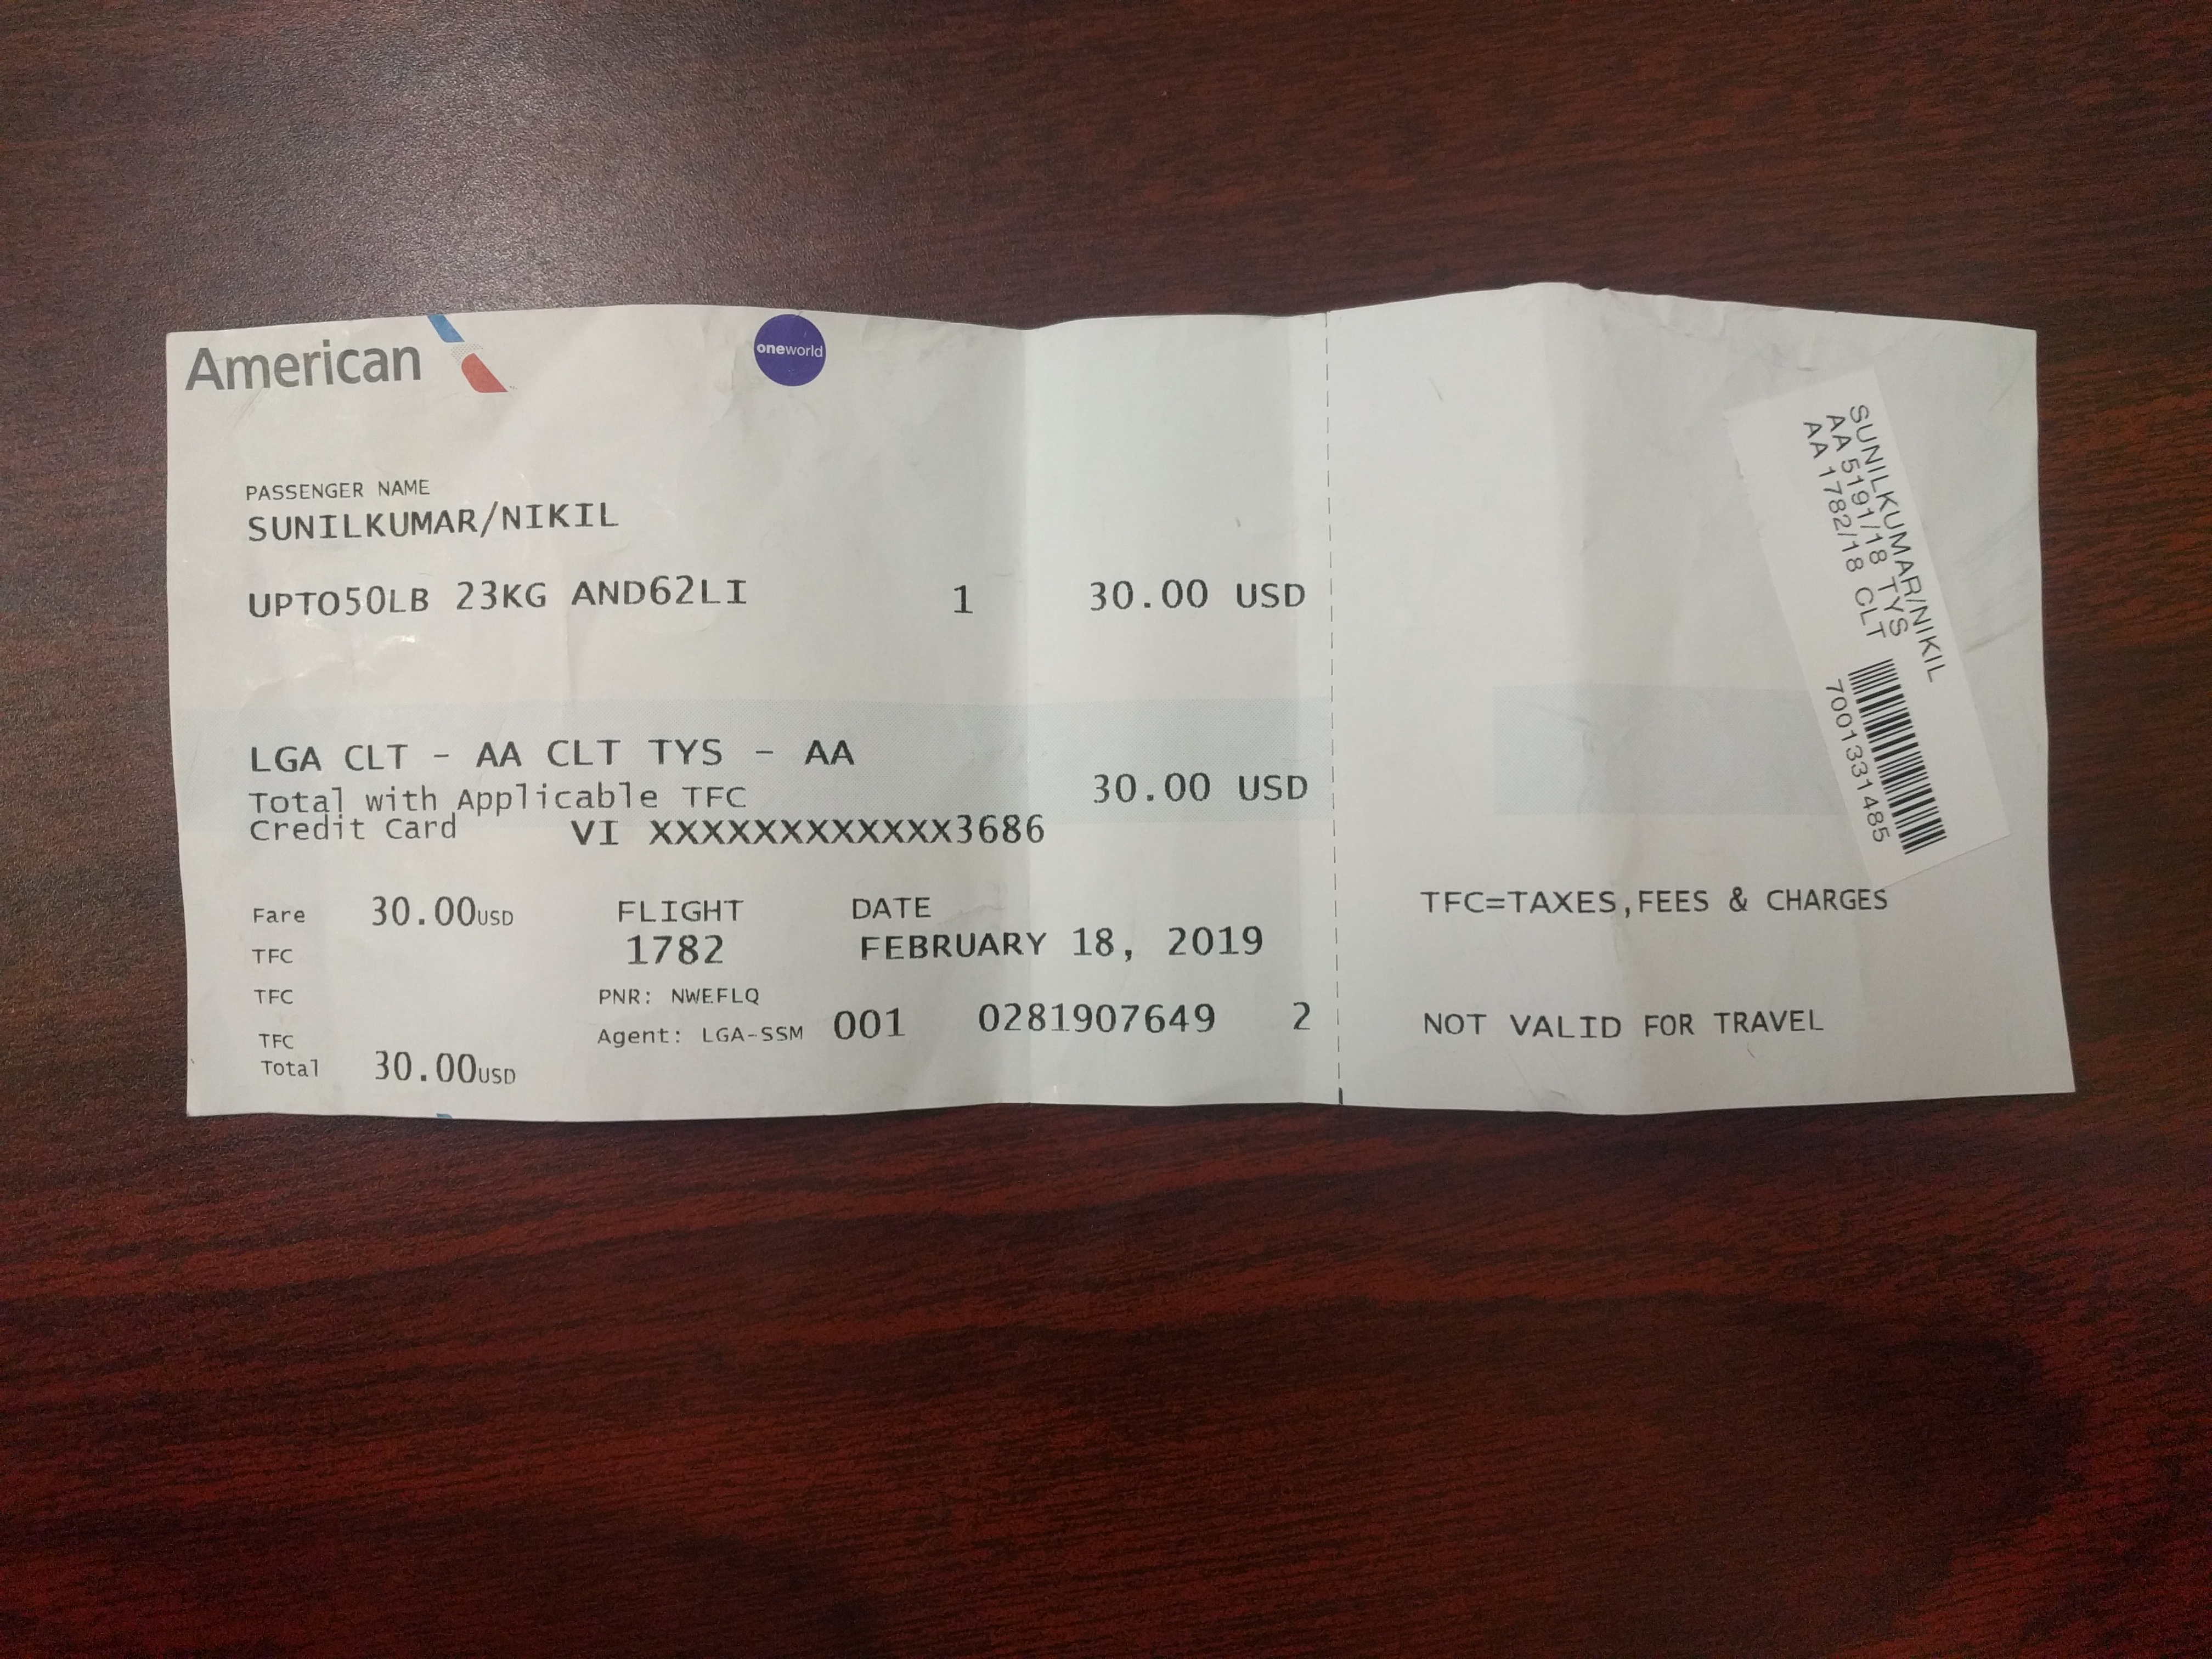 American
oneworld
PASSENGER NAME
SUNILKUMAR/NIKIL
UPTO50LB 23KG AND62LI 1 30.00 USD
LGA CLT - AA CLT TYS - AA
Total with Applicable TFC 30.00 USD
Credit Card VI XXXXXXXXXXXX3686
Fare 30.00USD FLIGHT DATE
TFC 1782 FEBRUARY 18, 2019
TFC PNR: NWEFLQ
TFC Agent: LGA-SSM 001 0281907649 2
Total 30.00USD
SUNILKUMAR/NIKIL
AA 5191/18 TYS
AA 1782/18 CLT
7001331485
TFC=TAXES,FEES & CHARGES
NOT VALID FOR TRAVEL